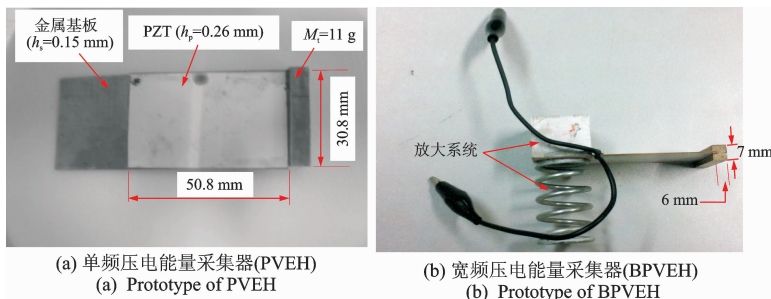 金属基板
(hs=0.15 mm)
PZT (hp=0.26 mm)
Mt=11 g
30.8 mm
50.8 mm
(a) 单频压电能量采集器(PVEH)
(a) Prototype of PVEH
放大系统
7 mm
6 mm
(b) 宽频压电能量采集器(BPVEH)
(b) Prototype of BPVEH